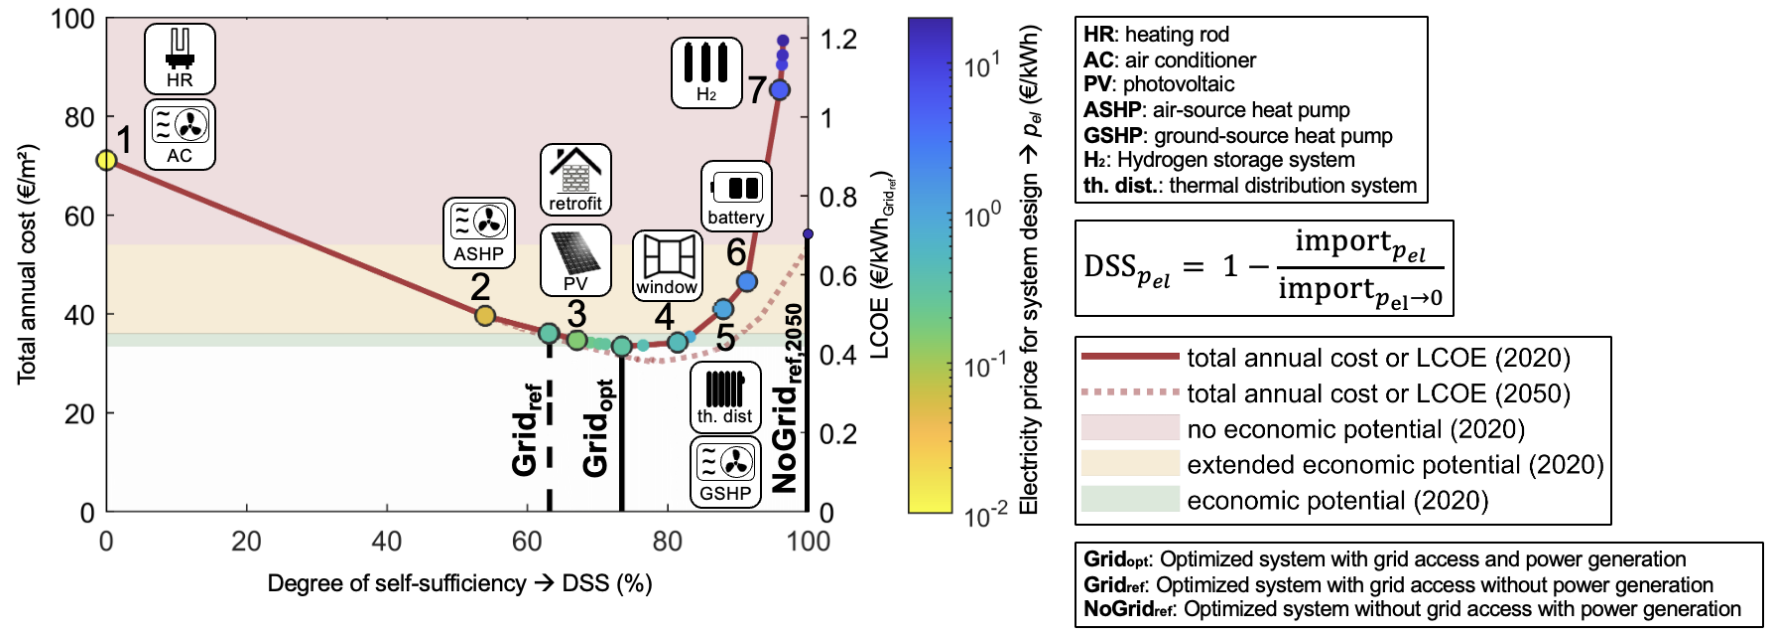 100
80
60
40
20
0
Total annual cost (€/m²)
0
20
40
60
80
100
Degree of self-sufficiency → DSS (%)
1.2
1
0.8
0.6
0.4
0.2
0
LCOE (€/kWh_Grid_ref)
1
HR
AC
2
ASHP
retrofit
PV
3
window
4
5
battery
6
H₂
7
th. dist
GSHP
Grid_ref
Grid_opt
NoGrid_ref,2050
10¹
10⁰
10⁻¹
10⁻²
Electricity price for system design → p_el (€/kWh)
HR: heating rod
AC: air conditioner
PV: photovoltaic
ASHP: air-source heat pump
GSHP: ground-source heat pump
H₂: Hydrogen storage system
th. dist.: thermal distribution system
DSS_p_el = 1 − import_p_el / import_p_el→0
total annual cost or LCOE (2020)
total annual cost or LCOE (2050)
no economic potential (2020)
extended economic potential (2020)
economic potential (2020)
Grid_opt: Optimized system with grid access and power generation
Grid_ref: Optimized system with grid access without power generation
NoGrid_ref: Optimized system without grid access with power generation